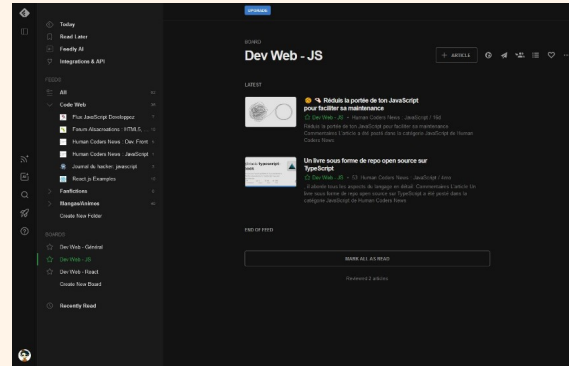 Today
Read Later
Feedly AI
Integrations & API
FEEDS
All
Code Web
Flux JavaScript Developpez
Forum Alsacreations : HTML5, ...
Human Coders News : Dev Front
Human Coders News : JavaScript
Journal du hacker: javascript
React.js Examples
Fanfictions
Mangas/Animes
Create New Folder
BOARDS
Dev Web - Général
Dev Web - JS
Dev Web - React
Create New Board
Recently Read
UPGRADE
BOARD
Dev Web - JS
+ ARTICLE
LATEST
Réduis la portée de ton JavaScript
pour faciliter sa maintenance
Dev Web - JS • Human Coders News : JavaScript /
Réduis la portée de ton JavaScript pour faciliter sa maintenance
Commentaires L'article a été posté dans la catégorie JavaScript de Human
Coders News
typescript
Un livre sous forme de repo open source sur
TypeScript
Dev Web - JS • Human Coders News : JavaScript /
Il aborde tous les aspects du langage en détail. Commentaires L'article Un
livre sous forme de repo open source sur TypeScript a été posté dans la
catégorie JavaScript de Human Coders News
END OF FEED
MARK ALL AS READ
Reviewed 2 articles